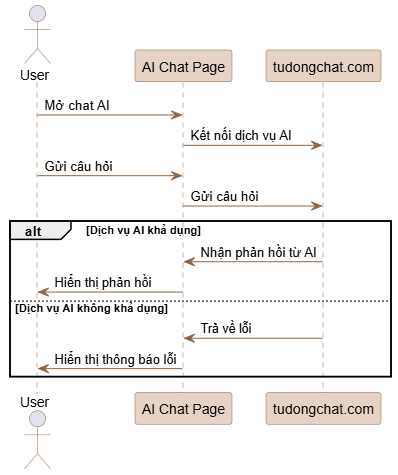 User
AI Chat Page
tudongchat.com
Mở chat AI
Kết nối dịch vụ AI
Gửi câu hỏi
Gửi câu hỏi
alt
[Dịch vụ AI khả dụng]
Nhận phản hồi từ AI
Hiển thị phản hồi
[Dịch vụ AI không khả dụng]
Trả về lỗi
Hiển thị thông báo lỗi
User
AI Chat Page
tudongchat.com